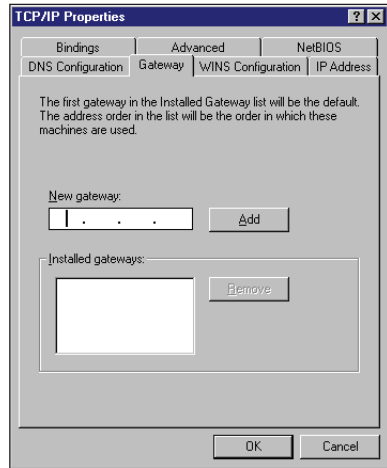 TCP/IP Properties
Bindings Advanced NetBIOS
DNS Configuration Gateway WINS Configuration IP Address
The first gateway in the Installed Gateway list will be the default.
The address order in the list will be the order in which these
machines are used.
New gateway:
. . . Add
Installed gateways:
Remove
OK Cancel